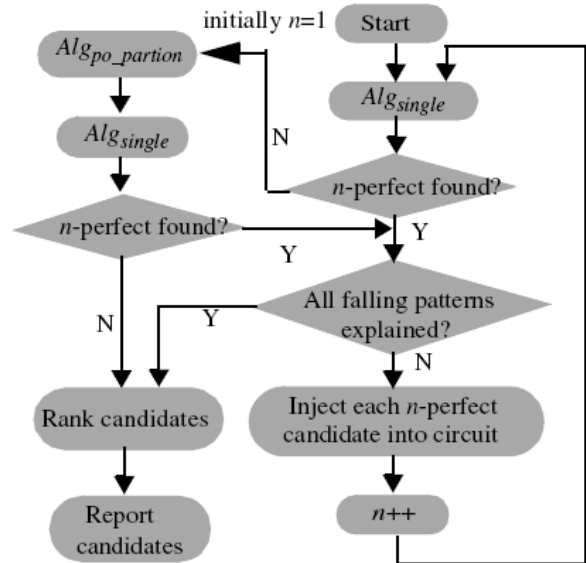 initially n=1
Start
Alg_po_partion
Alg_single
Alg_single
N
n-perfect found?
n-perfect found?
Y
Y
All falling patterns
explained?
N
Y
N
Rank candidates
Inject each n-perfect
candidate into circuit
Report
candidates
n++